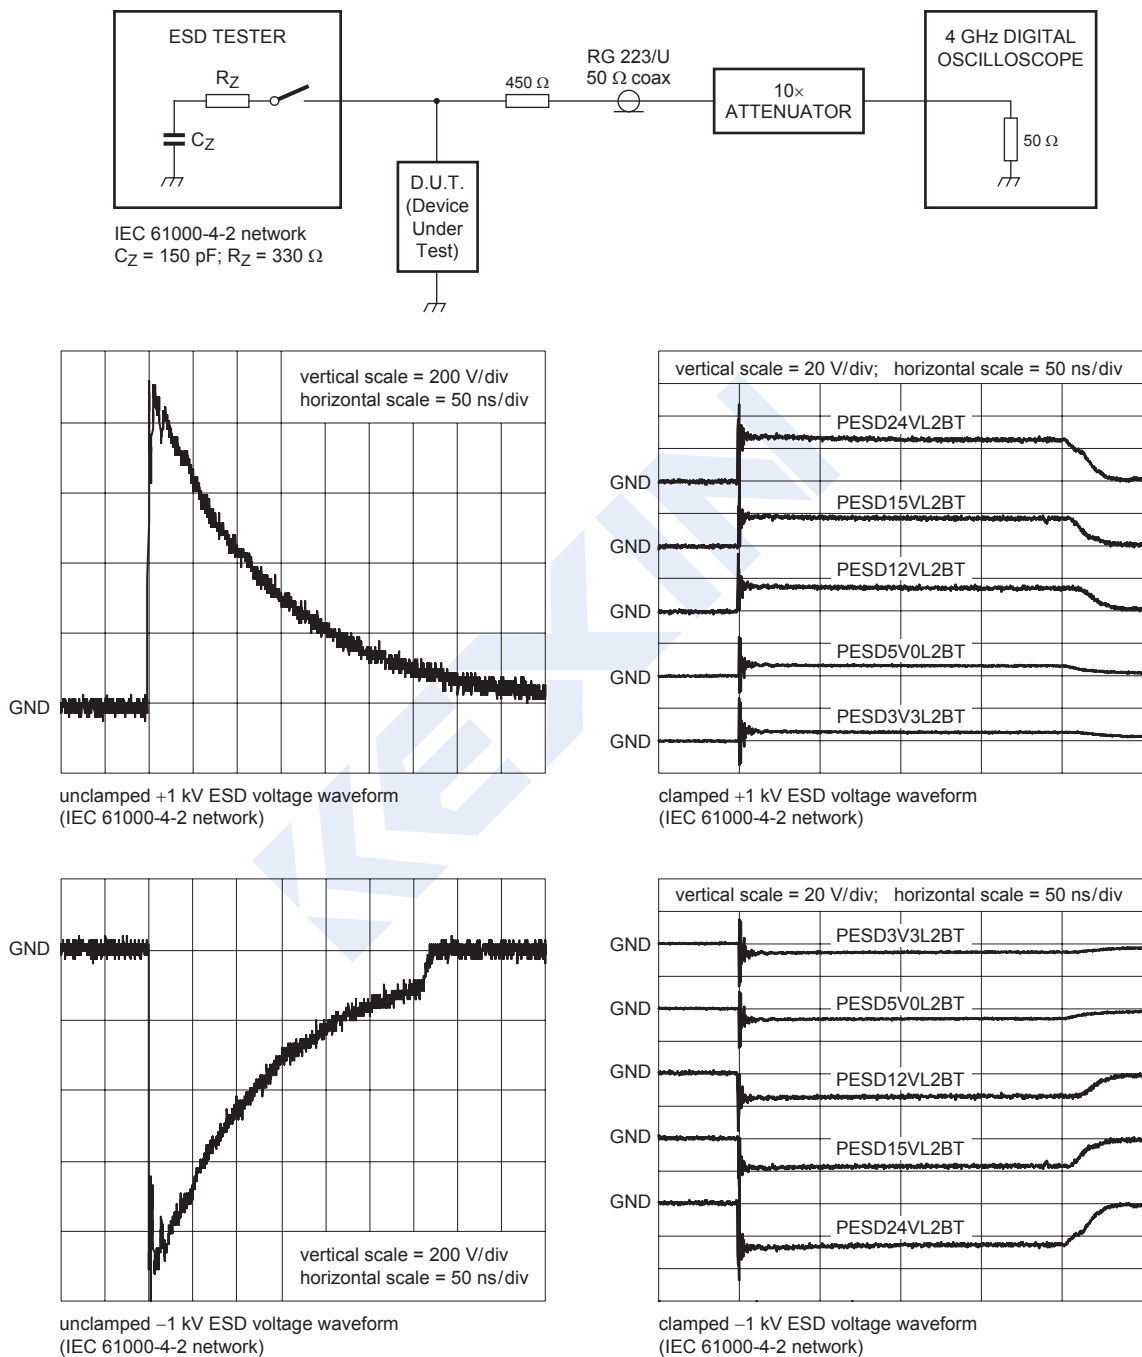 ESD TESTER
RZ
CZ
IEC 61000-4-2 network
CZ = 150 pF; RZ = 330 Ω
D.U.T.
(Device
Under
Test)
450 Ω
RG 223/U
50 Ω coax
10×
ATTENUATOR
4 GHz DIGITAL
OSCILLOSCOPE
50 Ω
vertical scale = 200 V/div
horizontal scale = 50 ns/div
GND
unclamped +1 kV ESD voltage waveform
(IEC 61000-4-2 network)
vertical scale = 20 V/div; horizontal scale = 50 ns/div
PESD24VL2BT
GND
PESD15VL2BT
GND
PESD12VL2BT
GND
PESD5V0L2BT
GND
PESD3V3L2BT
GND
clamped +1 kV ESD voltage waveform
(IEC 61000-4-2 network)
GND
vertical scale = 200 V/div
horizontal scale = 50 ns/div
unclamped −1 kV ESD voltage waveform
(IEC 61000-4-2 network)
vertical scale = 20 V/div; horizontal scale = 50 ns/div
GND
PESD3V3L2BT
GND
PESD5V0L2BT
GND
PESD12VL2BT
GND
PESD15VL2BT
GND
PESD24VL2BT
clamped −1 kV ESD voltage waveform
(IEC 61000-4-2 network)
KEXIN